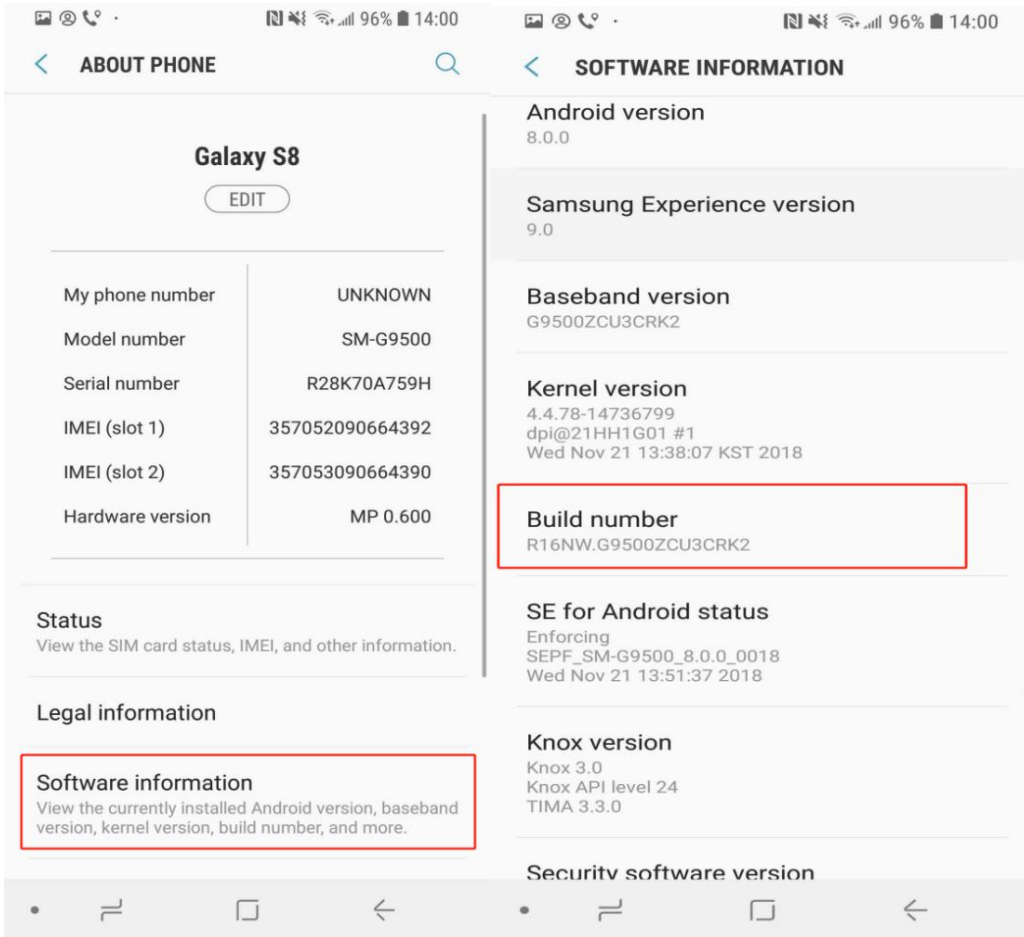 96% 14:00
ABOUT PHONE
Galaxy S8
EDIT
My phone number UNKNOWN
Model number SM-G9500
Serial number R28K70A759H
IMEI (slot 1) 357052090664392
IMEI (slot 2) 357053090664390
Hardware version MP 0.600
Status
View the SIM card status, IMEI, and other information.
Legal information
Software information
View the currently installed Android version, baseband
version, kernel version, build number, and more.
96% 14:00
SOFTWARE INFORMATION
Android version
8.0.0
Samsung Experience version
9.0
Baseband version
G9500ZCU3CRK2
Kernel version
4.4.78-14736799
dpi@21HH1G01 #1
Wed Nov 21 13:38:07 KST 2018
Build number
R16NW.G9500ZCU3CRK2
SE for Android status
Enforcing
SEPF_SM-G9500_8.0.0_0018
Wed Nov 21 13:51:37 2018
Knox version
Knox 3.0
Knox API level 24
TIMA 3.3.0
Security software version